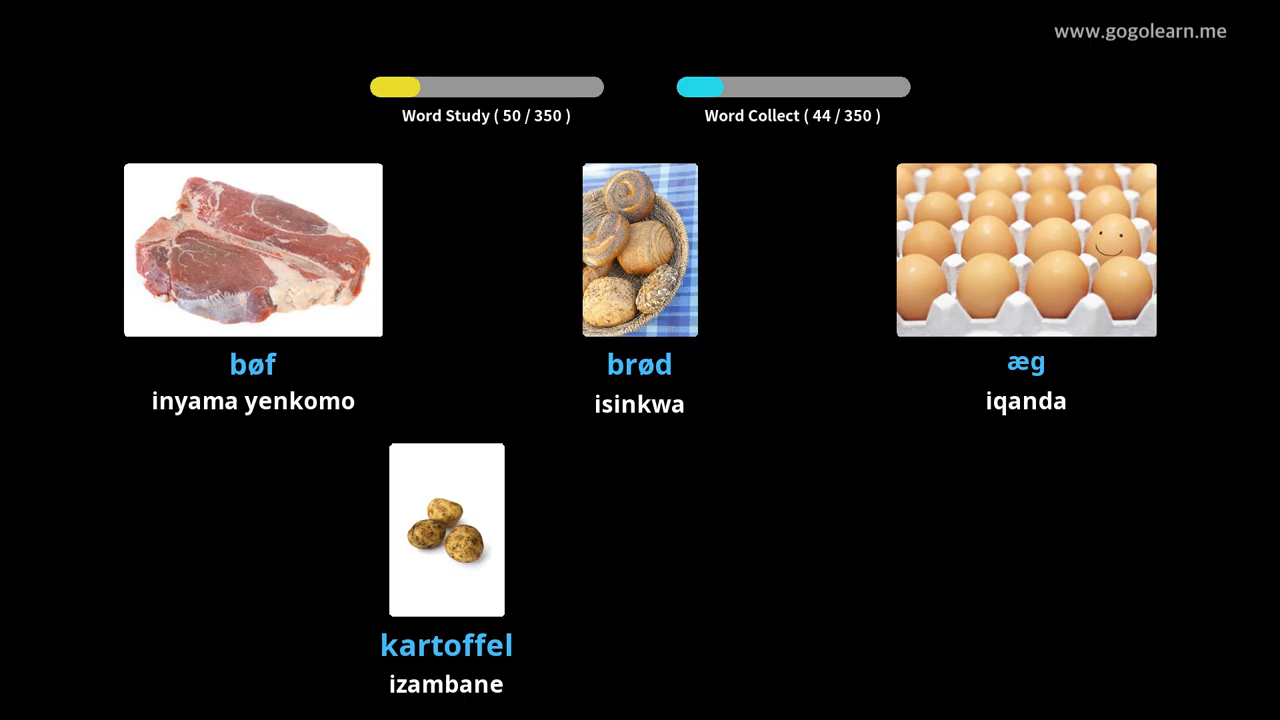 www.gogolearn.me
Word Study ( 50 / 350 )
Word Collect ( 44 / 350 )
bøf
inyama yenkomo
brød
isinkwa
æg
iqanda
kartoffel
izambane